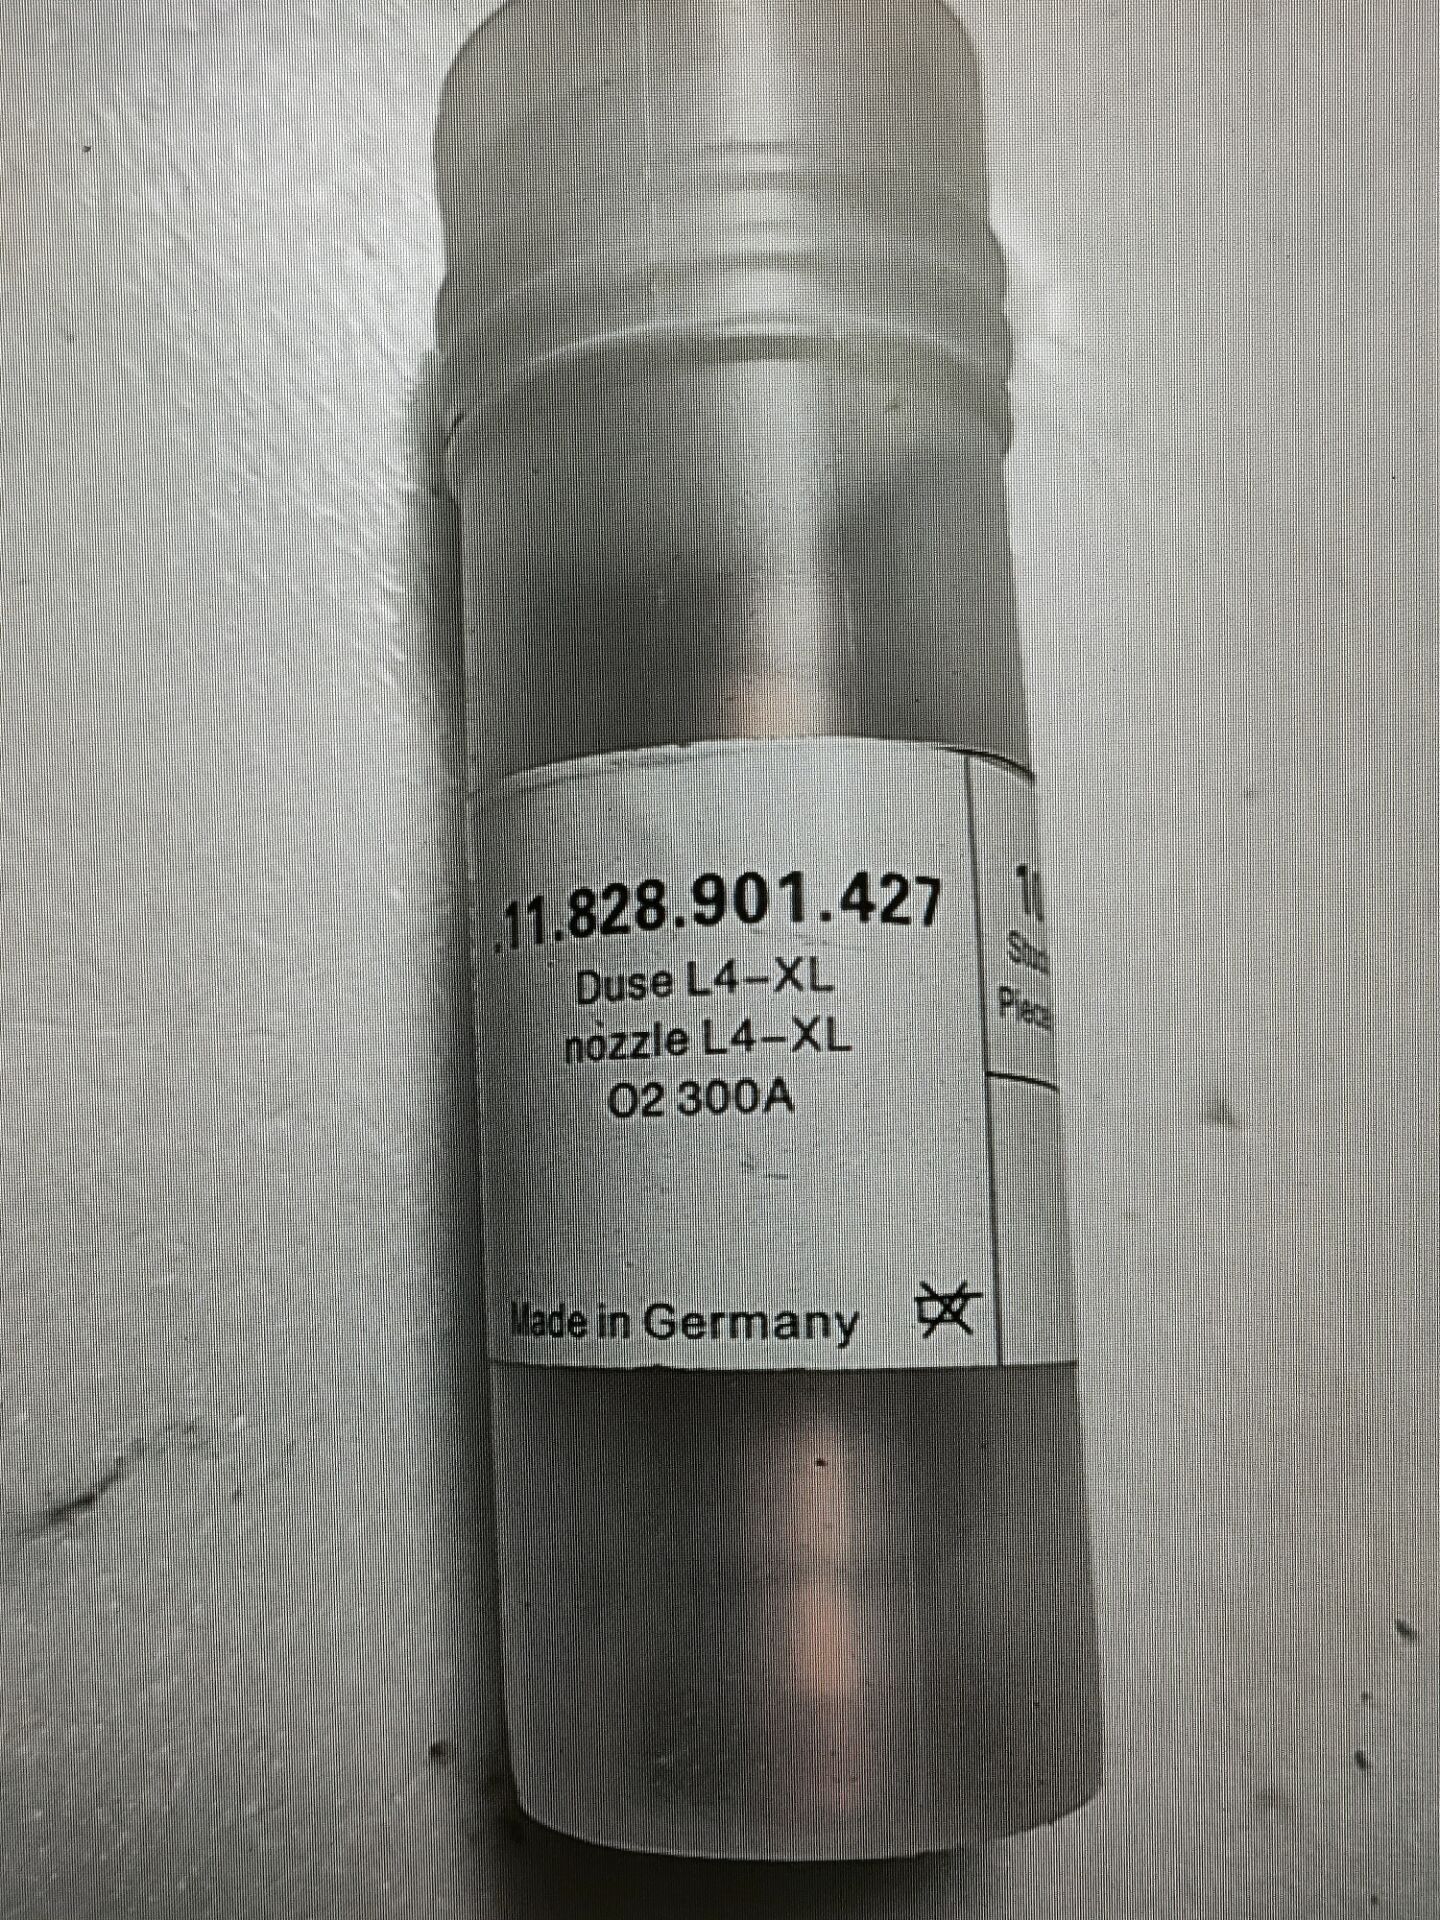 .11.828.901.427
Duse L4-XL
nozzle L4-XL
O2 300A
Made in Germany